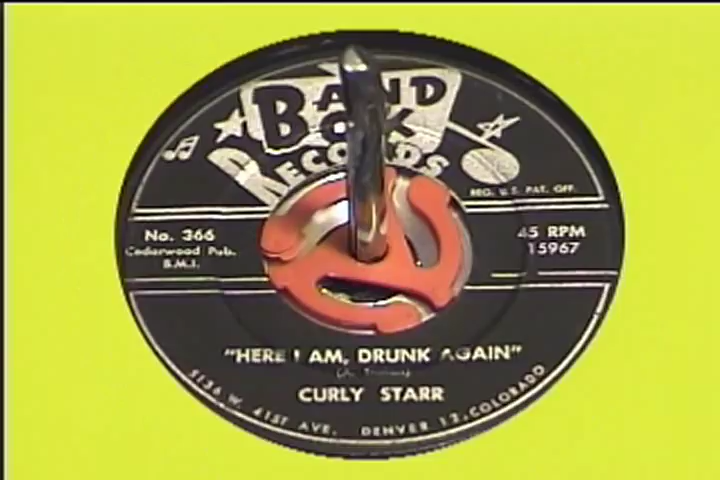 BAND
BOX
RECORDS
REG. U.S. PAT. OFF.
No. 366
Cedarwood Pub.
B.M.I.
45 RPM
15967
"HERE I AM, DRUNK AGAIN"
CURLY STARR
5136 W. 41ST AVE. DENVER 12, COLORADO